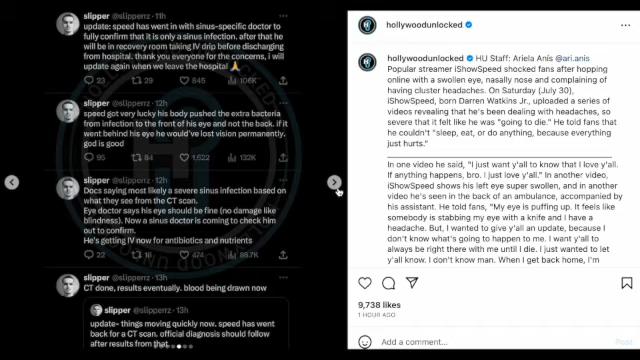 slipper @slipperrz · 11h
update: speed has went in with sinus-specific doctor to
fully confirm that it is only a sinus infection. after that he
will be in recovery room taking IV drip before discharging
from hospital. thank you everyone for the concerns, i will
update again when we leave the hospital 🙏
23 29 845 106K
slipper @slipperrz · 12h
speed got very lucky his body pushed the extra bacteria
from infection to the front of his eye and not the back. if it
went behind his eye he would've lost vision permanently.
god is good
95 84 1,622 132K
slipper @slipperrz · 12h
Docs saying most likely a severe sinus infection based on
what they see from the CT scan.
Eye doctor says his eye should be fine (no damage like
blindness). Now a sinus doctor is coming to check him
out to confirm.
He's getting IV now for antibiotics and nutrients
22 16 474 88.7K
slipper @slipperrz · 13h
CT done, results eventually. blood being drawn now
slipper @slipperrz · 13h
update- things moving quickly now. speed has went
back for a CT scan. official diagnosis should follow
after results from that
hollywoodunlocked
hollywoodunlocked HU Staff: Ariela Anís @ari.anis
Popular streamer iShowSpeed shocked fans after hopping
online with a swollen eye, nasally nose and complaining of
having cluster headaches. On Saturday (July 30),
iShowSpeed, born Darren Watkins Jr., uploaded a series of
videos revealing that he's been dealing with headaches, so
severe that it felt like he was "going to die." He told fans that
he couldn't "sleep, eat, or do anything, because everything
just hurts."
In one video he said, "I just want y'all to know that I love y'all.
If anything happens, bro. I just love y'all." In another video,
iShowSpeed shows his left eye super swollen, and in another
video he's seen in the back of an ambulance, accompanied by
his assistant. He told fans, "My eye is puffing up. It feels like
somebody is stabbing my eye with a knife and I have a
headache. But, I wanted to give y'all an update, because I
don't know what's going to happen to me. I want y'all to
always be right there with me until I die. I just wanted to let
y'all know. I don't know man. When I get back home, I'm
9,738 likes
1 HOUR AGO
Add a comment...
Post